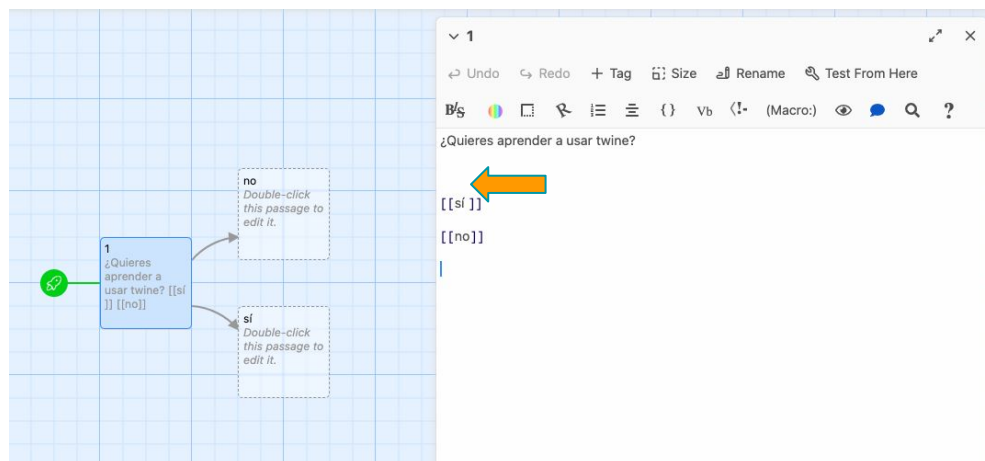 1
Undo Redo + Tag Size Rename Test From Here
B/S {} Vb <!- (Macro:) ?
¿Quieres aprender a usar twine?
[[sí ]]
[[no]]
no
Double-click
this passage to
edit it.
1
¿Quieres
aprender a
usar twine? [[sí
]] [[no]]
sí
Double-click
this passage to
edit it.